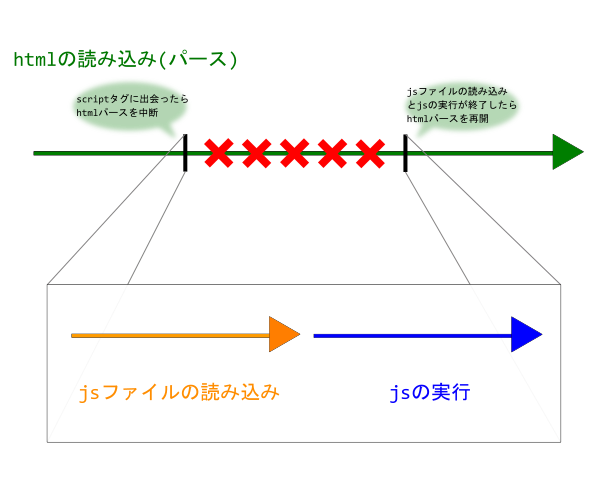 htmlの読み込み(パース)
scriptタグに出会ったら
htmlパースを中断
jsファイルの読み込み
とjsの実行が終了したら
htmlパースを再開
jsファイルの読み込み
jsの実行